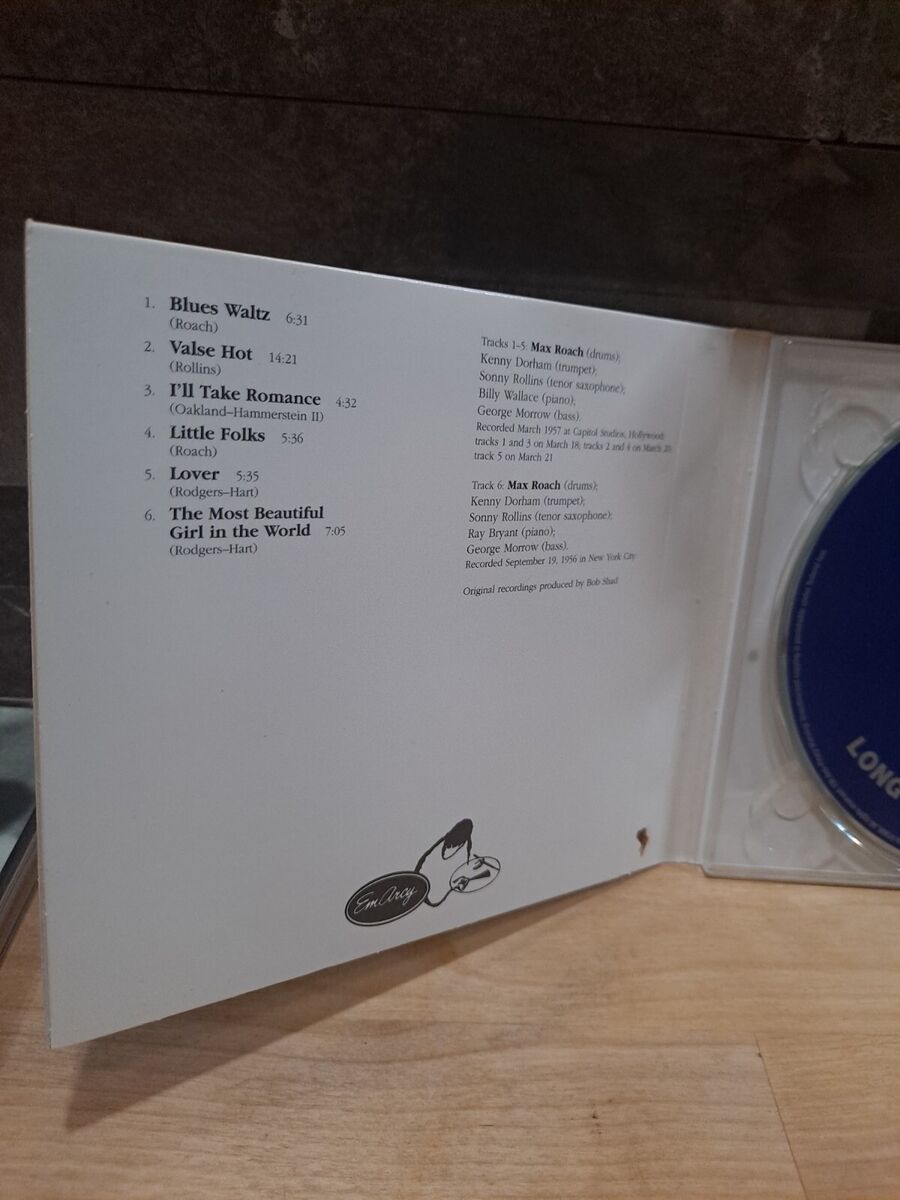 1. Blues Waltz 6:31
(Roach)
2. Valse Hot 14:21
(Rollins)
3. I'll Take Romance 4:32
(Oakland–Hammerstein II)
4. Little Folks 5:36
(Roach)
5. Lover 5:35
(Rodgers–Hart)
6. The Most Beautiful
Girl in the World 7:05
(Rodgers–Hart)
Tracks 1–5: Max Roach (drums);
Kenny Dorham (trumpet);
Sonny Rollins (tenor saxophone);
Billy Wallace (piano);
George Morrow (bass).
Recorded March 1957 at Capitol Studios, Hollywood:
tracks 1 and 3 on March 18; tracks 2 and 4 on March 20;
track 5 on March 21
Track 6: Max Roach (drums);
Kenny Dorham (trumpet);
Sonny Rollins (tenor saxophone);
Ray Bryant (piano);
George Morrow (bass).
Recorded September 19, 1956 in New York City
Original recordings produced by Bob Shad
EmArcy
LONG